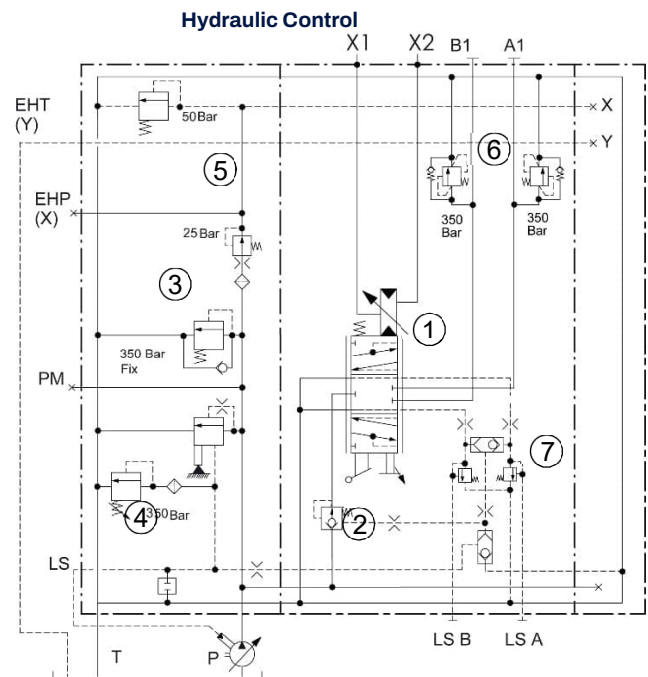 Hydraulic Control
X1 X2 B1 A1
EHT
(Y)
50Bar
X
Y
5
6
EHP
(X)
25Bar
350
Bar
350
Bar
3
350 Bar
Fix
1
PM
7
4
350Bar
2
LS
T
P
LS B
LS A